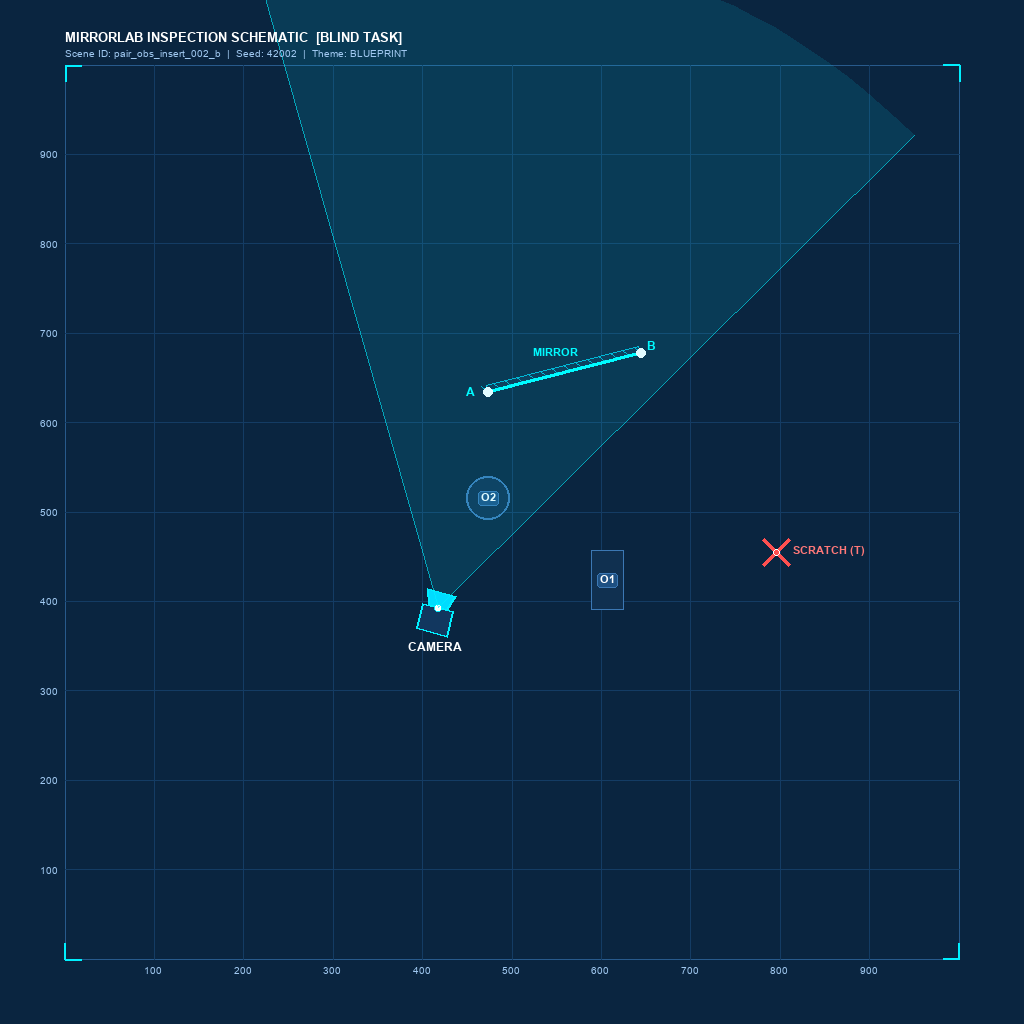 MIRRORLAB INSPECTION SCHEMATIC  [BLIND TASK]
Scene ID: pair_obs_insert_002_b  |  Seed: 42002  |  Theme: BLUEPRINT
900
800
700
MIRROR
B
A
600
O2
500
SCRATCH (T)
O1
400
CAMERA
300
200
100
100 200 300 400 500 600 700 800 900